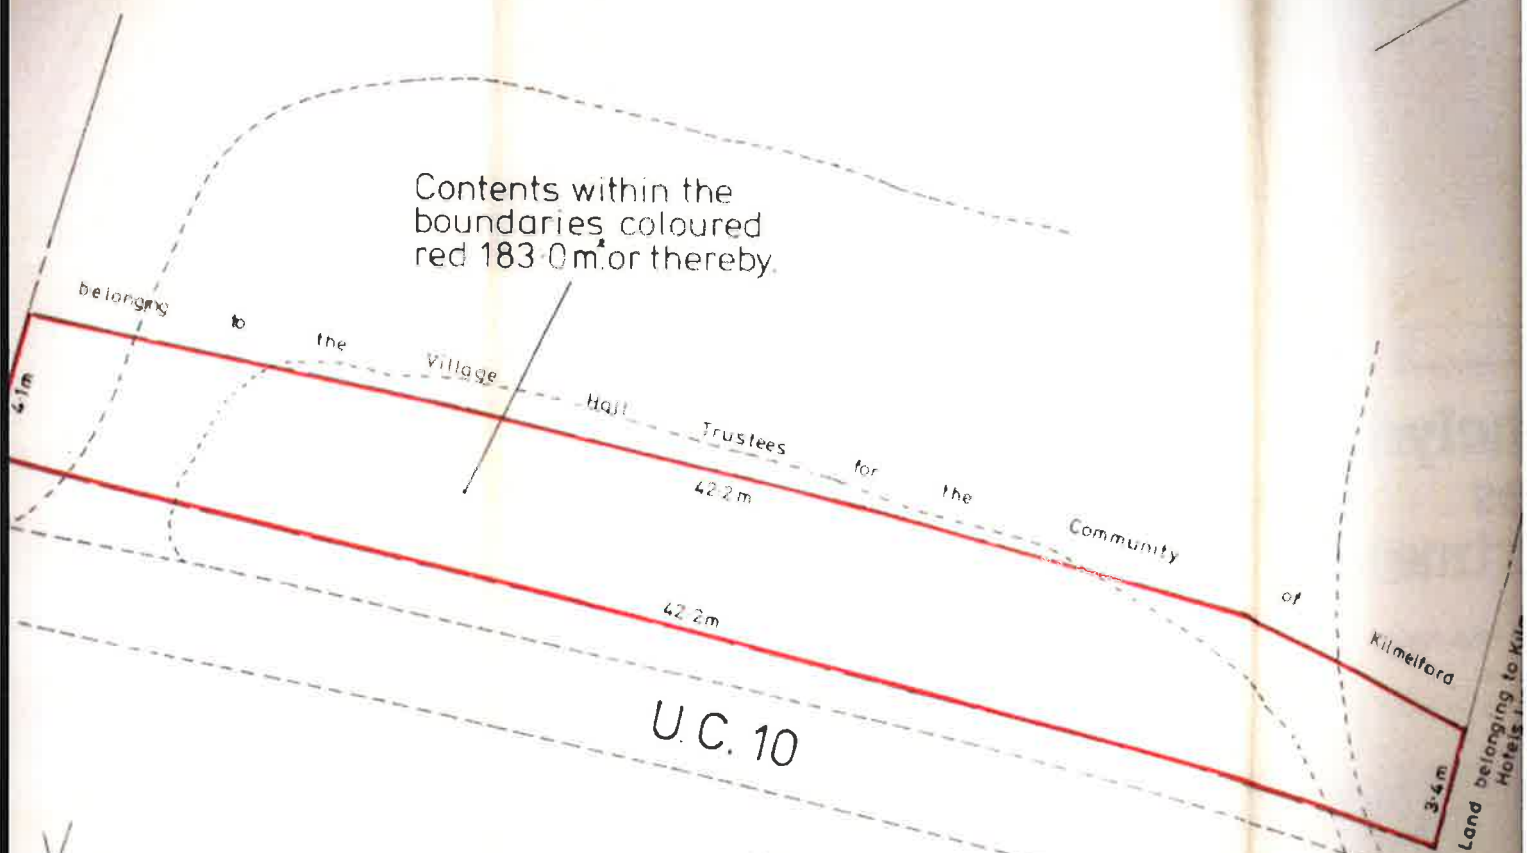 Contents within the
boundaries coloured
red 183·0m² or thereby.
belonging to the Village Hall Trustees for the Community of Kilmelford
4·1m
42·2m
42·2m
U.C. 10
3·4m
Land belonging to
Hotels